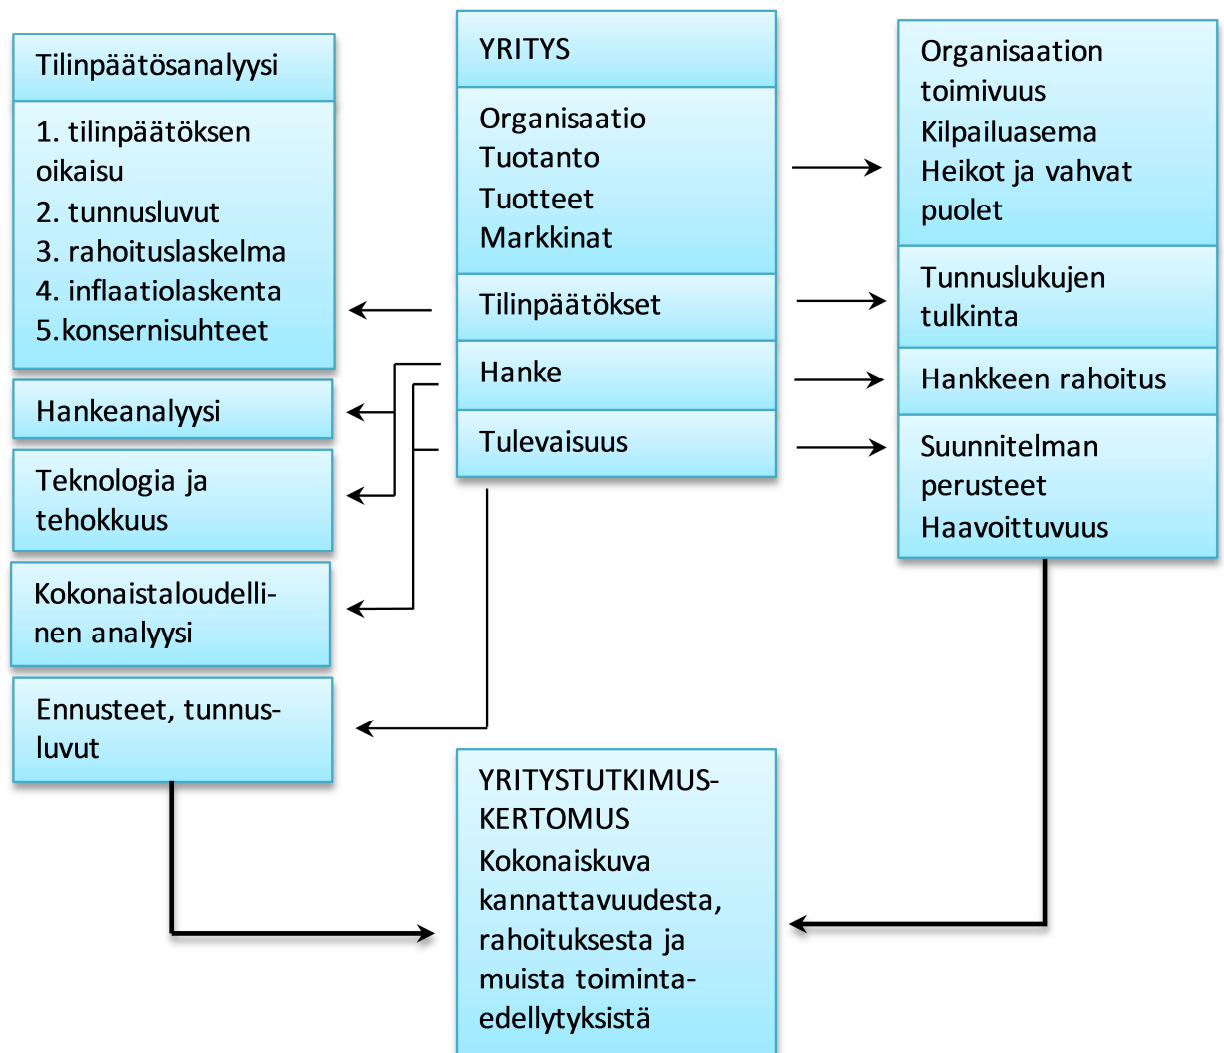 Tilinpäätösanalyysi
1. tilinpäätöksen
oikaisu
2. tunnusluvut
3. rahoituslaskelma
4. inflaatiolaskenta
5.konsernisuhteet
Hankeanalyysi
Teknologia ja
tehokkuus
Kokonaistaloudelli-
nen analyysi
Ennusteet, tunnus-
luvut
YRITYS
Organisaatio
Tuotanto
Tuotteet
Markkinat
Tilinpäätökset
Hanke
Tulevaisuus
Organisaation
toimivuus
Kilpailuasema
Heikot ja vahvat
puolet
Tunnuslukujen
tulkinta
Hankkeen rahoitus
Suunnitelman
perusteet
Haavoittuvuus
YRITYSTUTKIMUS-
KERTOMUS
Kokonaiskuva
kannattavuudesta,
rahoituksesta ja
muista toiminta-
edellytyksistä